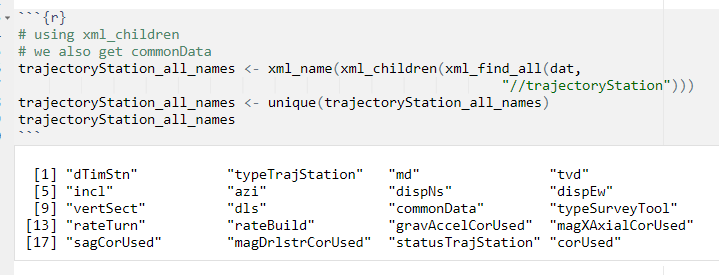 ```{r}
# using xml_children
# we also get commonData
trajectoryStation_all_names <- xml_name(xml_children(xml_find_all(dat,
"//trajectoryStation")))
trajectoryStation_all_names <- unique(trajectoryStation_all_names)
trajectoryStation_all_names
```
[1] "dTimStn" "typeTrajStation" "md" "tvd"
[5] "incl" "azi" "dispNs" "dispEw"
[9] "vertSect" "dls" "commonData" "typeSurveyTool"
[13] "rateTurn" "rateBuild" "gravAccelCorUsed" "magXAxialCorUsed"
[17] "sagCorUsed" "magDrlstrCorUsed" "statusTrajStation" "corUsed"